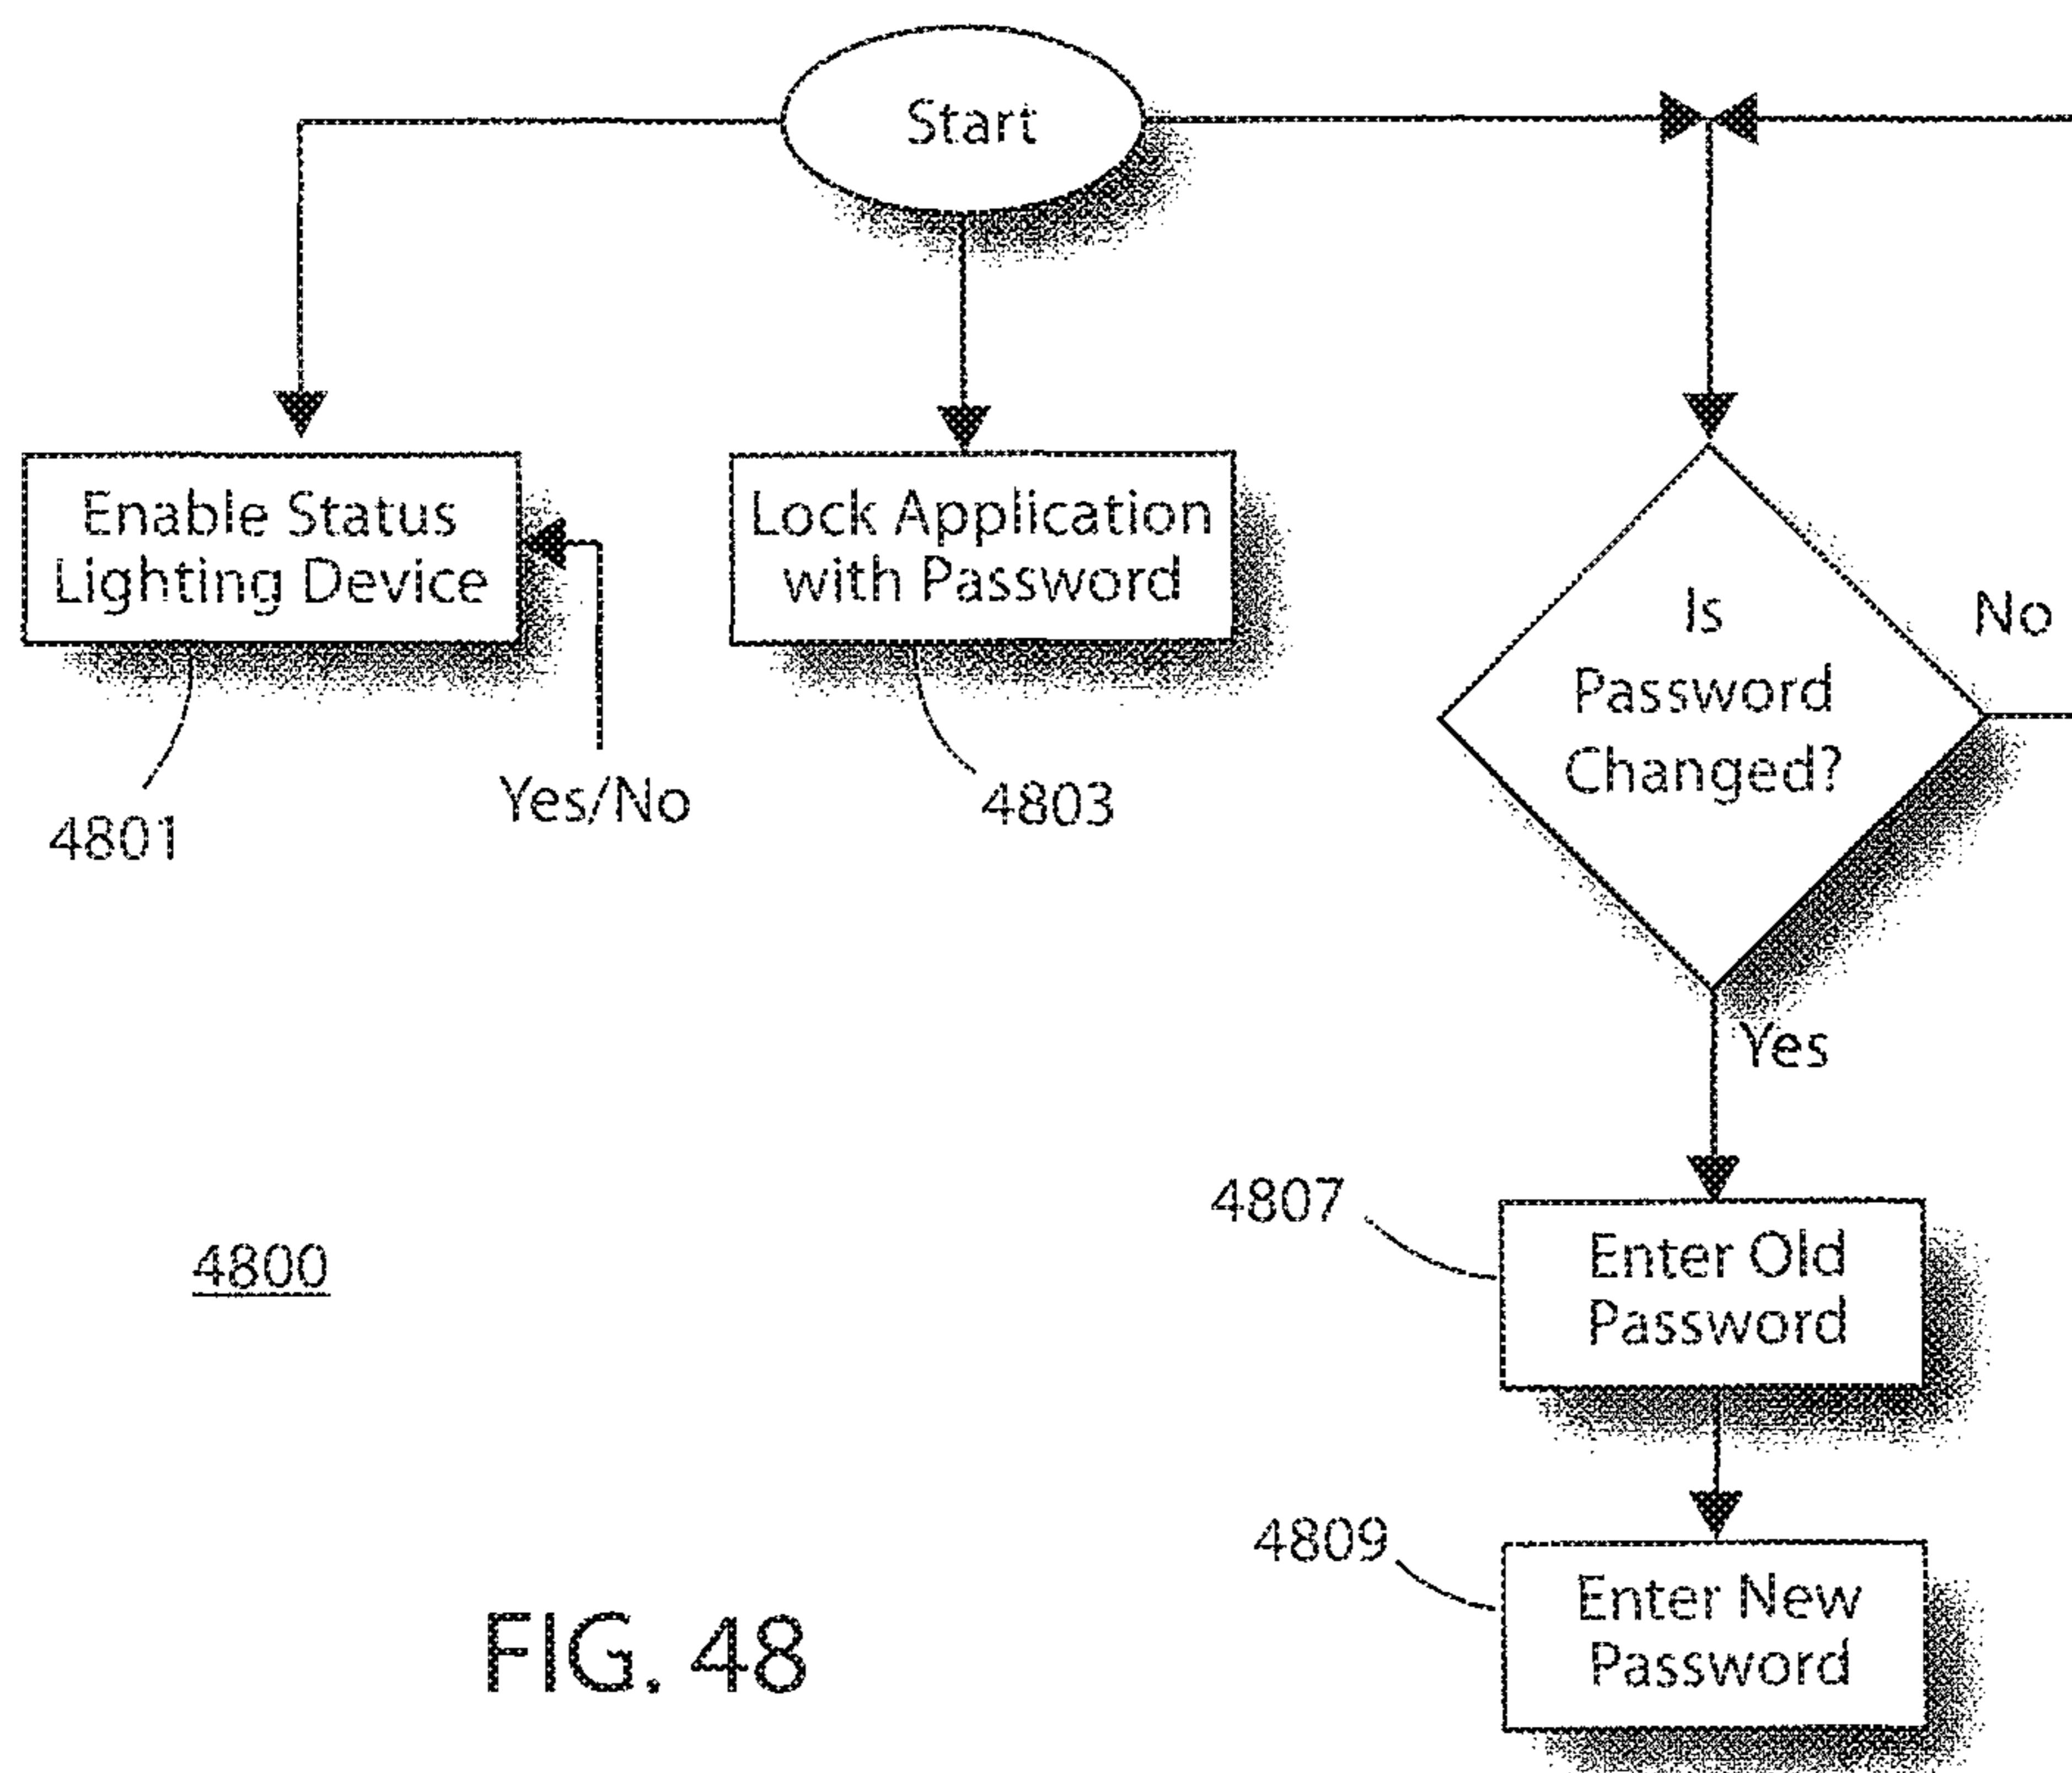 Start
Enable Status
Lighting Device
4801
Yes/No
Lock Application
with Password
4803
Is
Password
Changed?
No
Yes
4807
Enter Old
Password
4809
Enter New
Password
4800
FIG. 48